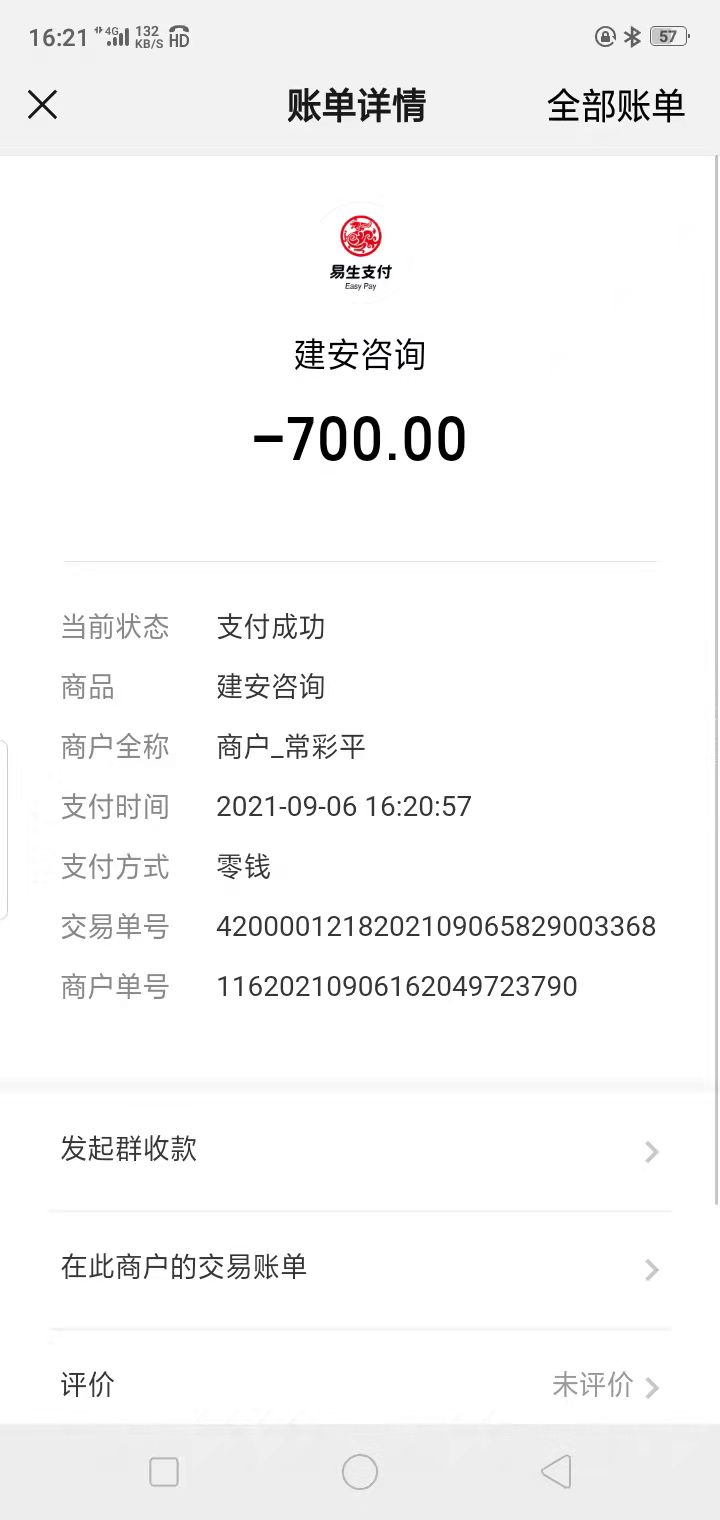 16:21 4G 132 KB/S HD 57
账单详情 全部账单
易生支付
Easy Pay
建安咨询
-700.00
当前状态 支付成功
商品 建安咨询
商户全称 商户_常彩平
支付时间 2021-09-06 16:20:57
支付方式 零钱
交易单号 4200001218202109065829003368
商户单号 11620210906162049723790
发起群收款
在此商户的交易账单
评价 未评价